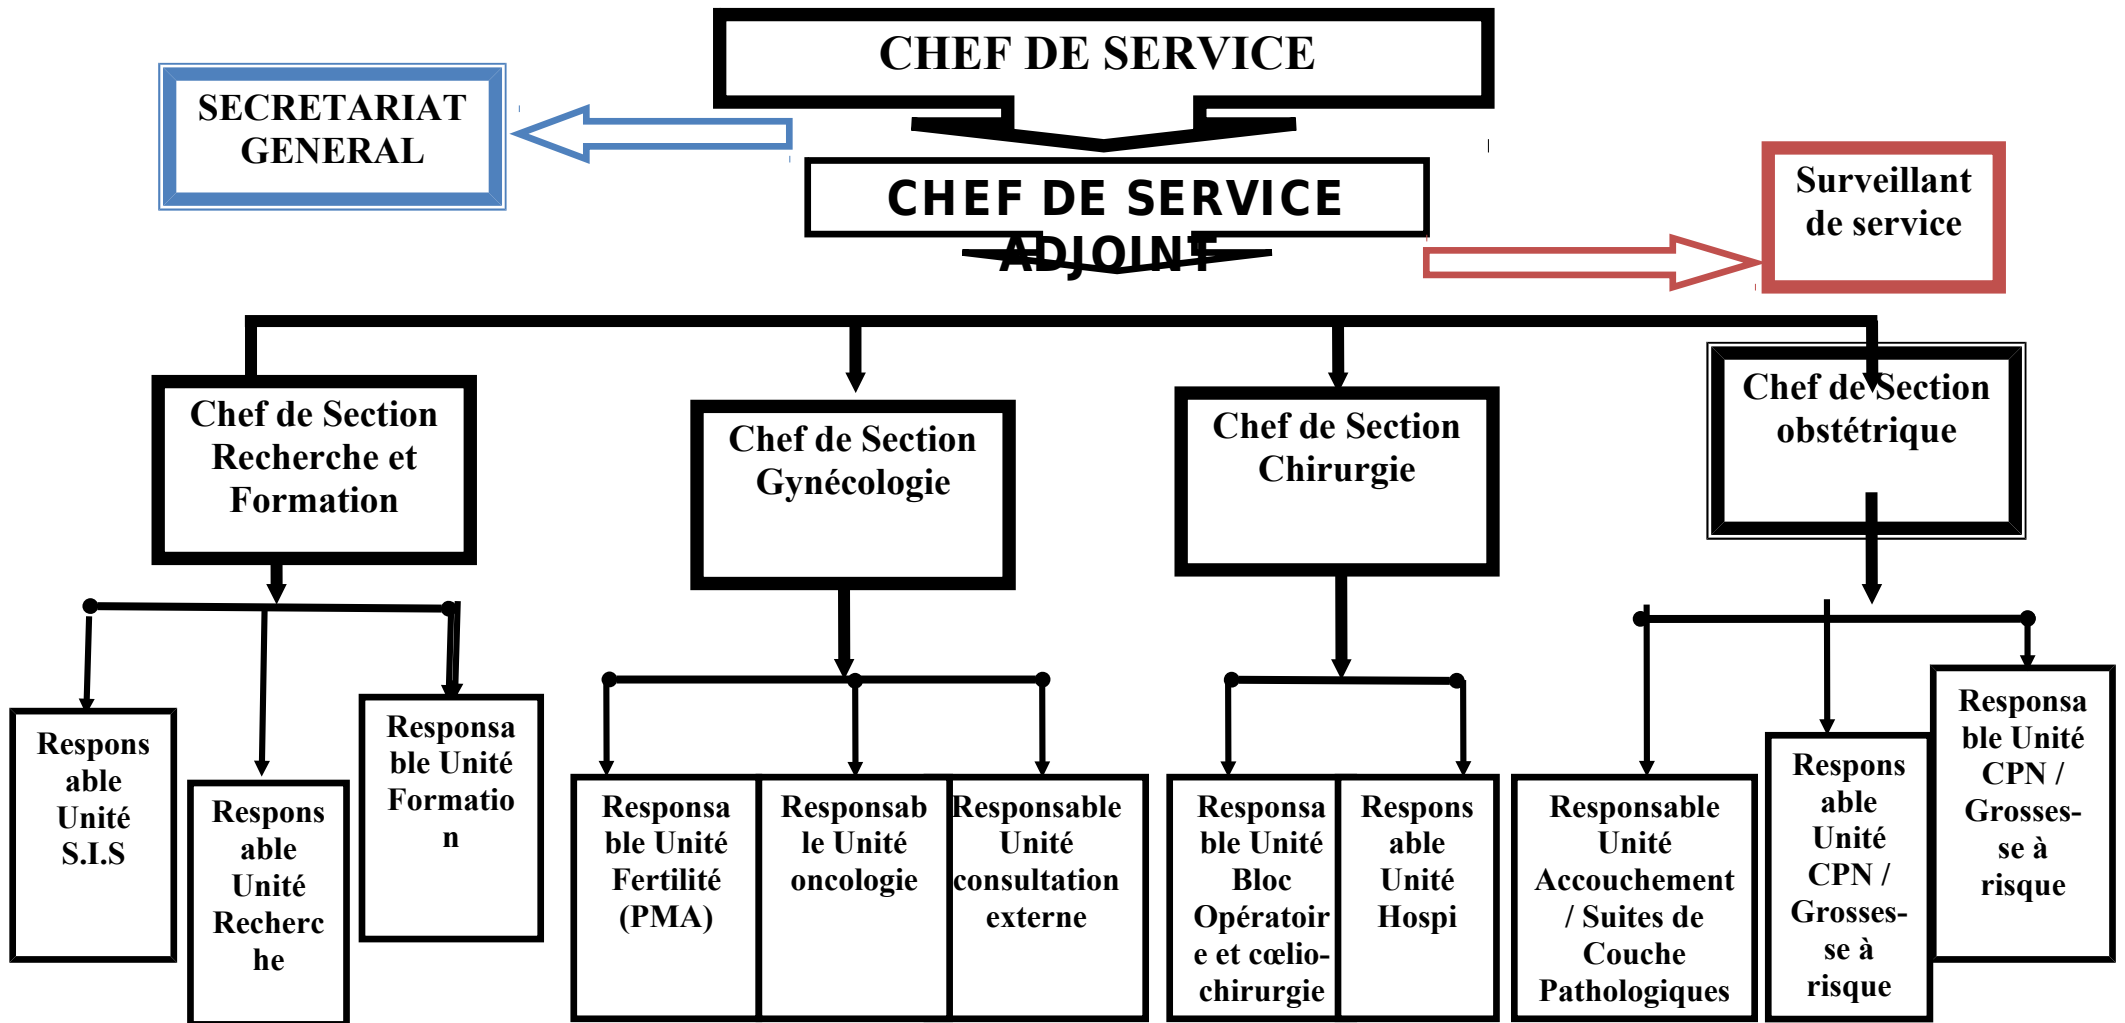 CHEF DE SERVICE
SECRETARIAT
GENERAL
CHEF DE SERVICE
ADJOINT
Surveillant
de service
Chef de Section
Recherche et
Formation
Chef de Section
Gynécologie
Chef de Section
Chirurgie
Chef de Section
obstétrique
Respons
able
Unité
S.I.S
Respons
able
Unité
Recherc
he
Responsa
ble Unité
Formatio
n
Responsa
ble Unité
Fertilité
(PMA)
Responsab
le Unité
oncologie
Responsable
Unité
consultation
externe
Responsa
ble Unité
Bloc
Opératoir
e et cœlio-
chirurgie
Respons
able
Unité
Hospi
Responsable
Unité
Accouchement
/ Suites de
Couche
Pathologiques
Respons
able
Unité
CPN /
Grosses-
se à
risque
Responsa
ble Unité
CPN /
Grosses-
se à
risque